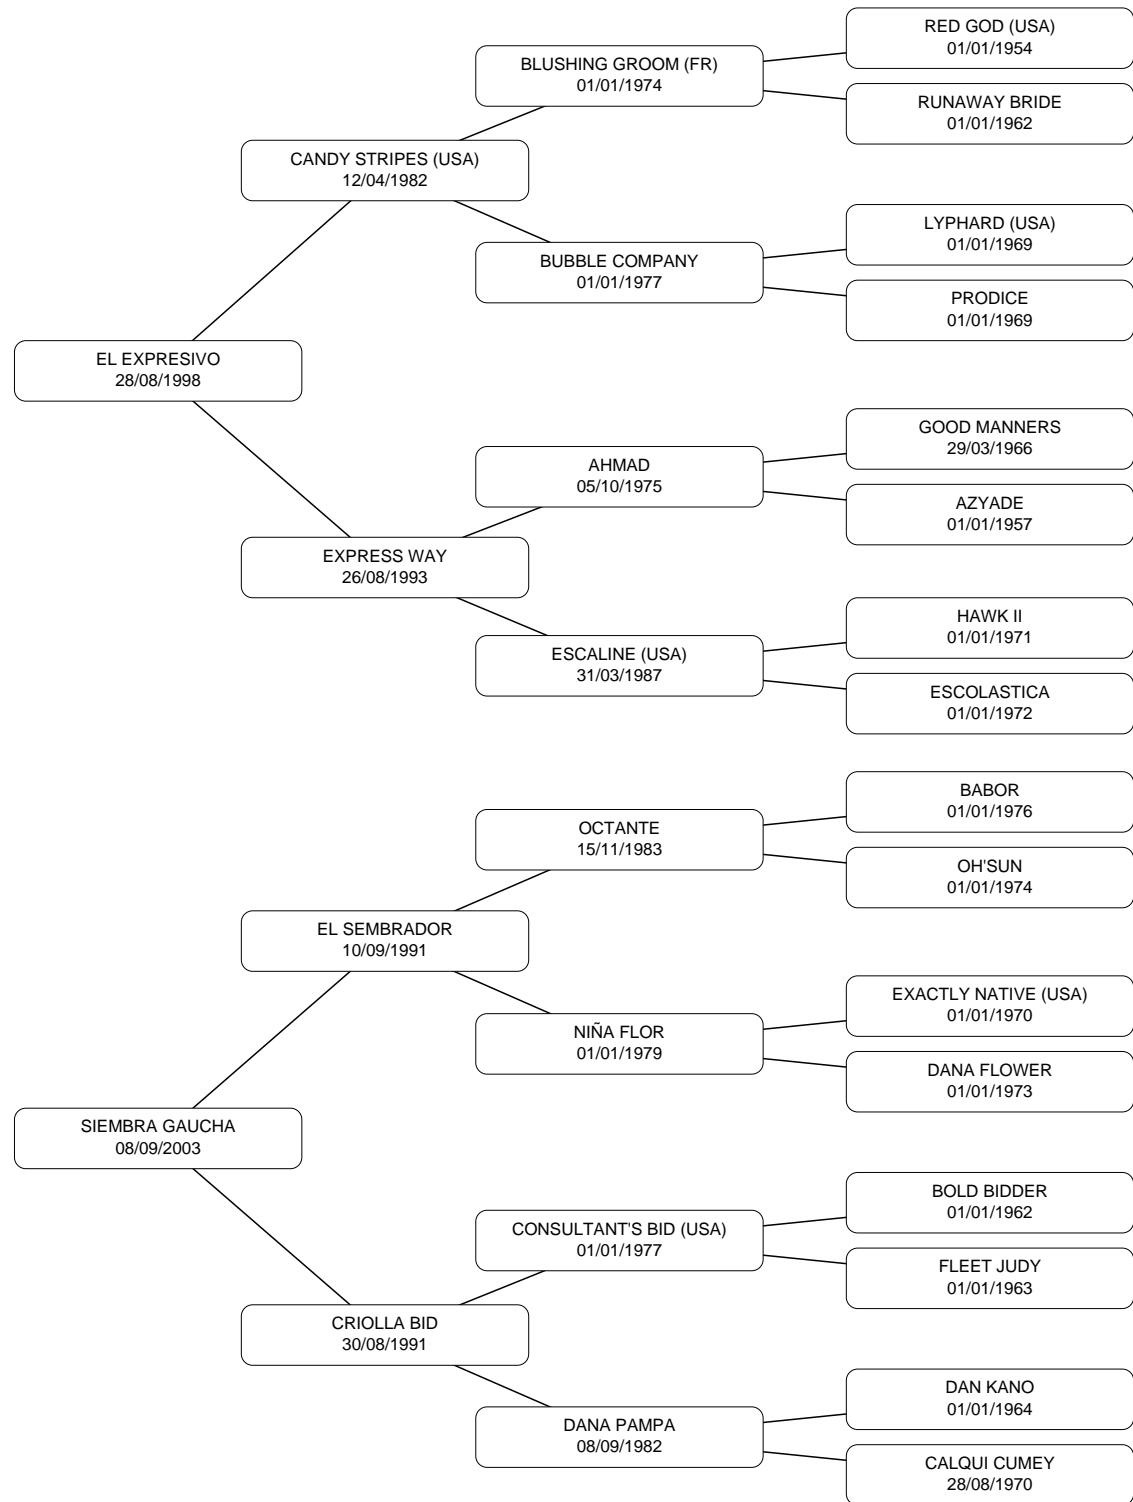 RED GOD (USA)
01/01/1954
BLUSHING GROOM (FR)
01/01/1974
RUNAWAY BRIDE
01/01/1962
CANDY STRIPES (USA)
12/04/1982
LYPHARD (USA)
01/01/1969
BUBBLE COMPANY
01/01/1977
PRODICE
01/01/1969
EL EXPRESIVO
28/08/1998
GOOD MANNERS
29/03/1966
AHMAD
05/10/1975
AZYADE
01/01/1957
EXPRESS WAY
26/08/1993
HAWK II
01/01/1971
ESCALINE (USA)
31/03/1987
ESCOLASTICA
01/01/1972
BABOR
01/01/1976
OCTANTE
15/11/1983
OH'SUN
01/01/1974
EL SEMBRADOR
10/09/1991
EXACTLY NATIVE (USA)
01/01/1970
NIÑA FLOR
01/01/1979
DANA FLOWER
01/01/1973
SIEMBRA GAUCHA
08/09/2003
BOLD BIDDER
01/01/1962
CONSULTANT'S BID (USA)
01/01/1977
FLEET JUDY
01/01/1963
CRIOLLA BID
30/08/1991
DAN KANO
01/01/1964
DANA PAMPA
08/09/1982
CALQUI CUMEY
28/08/1970